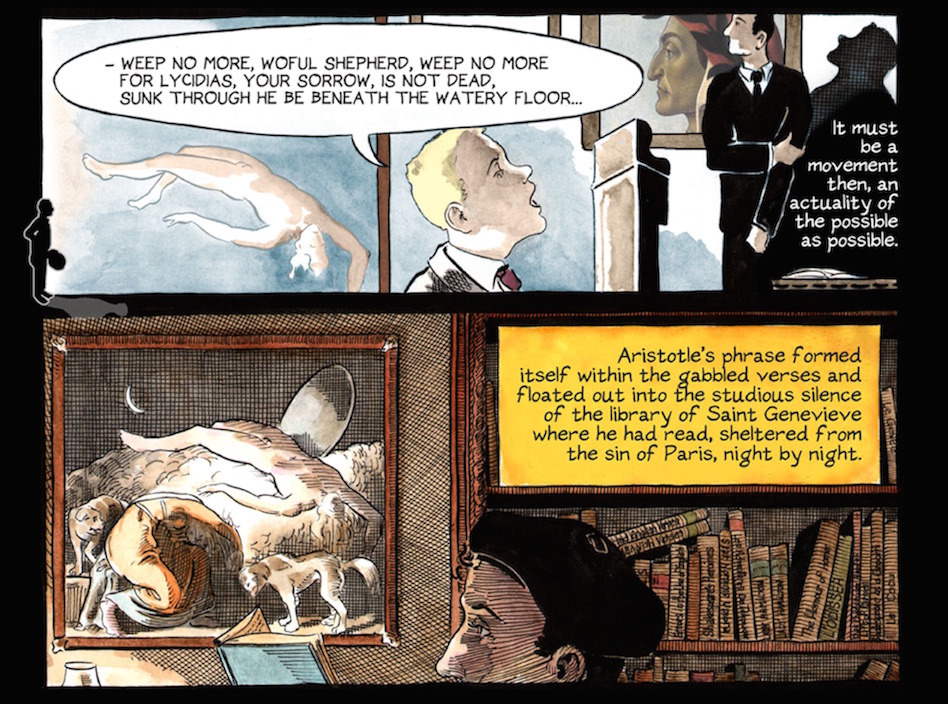 – WEEP NO MORE, WOFUL SHEPHERD, WEEP NO MORE
FOR LYCIDIAS, YOUR SORROW, IS NOT DEAD,
SUNK THROUGH HE BE BENEATH THE WATERY FLOOR...
It must
be a
movement
then, an
actuality of
the possible
as possible.
Aristotle's phrase formed
itself within the gabbled verses and
floated out into the studious silence
of the library of Saint Genevieve
where he had read, sheltered from
the sin of Paris, night by night.
ODYSSEY